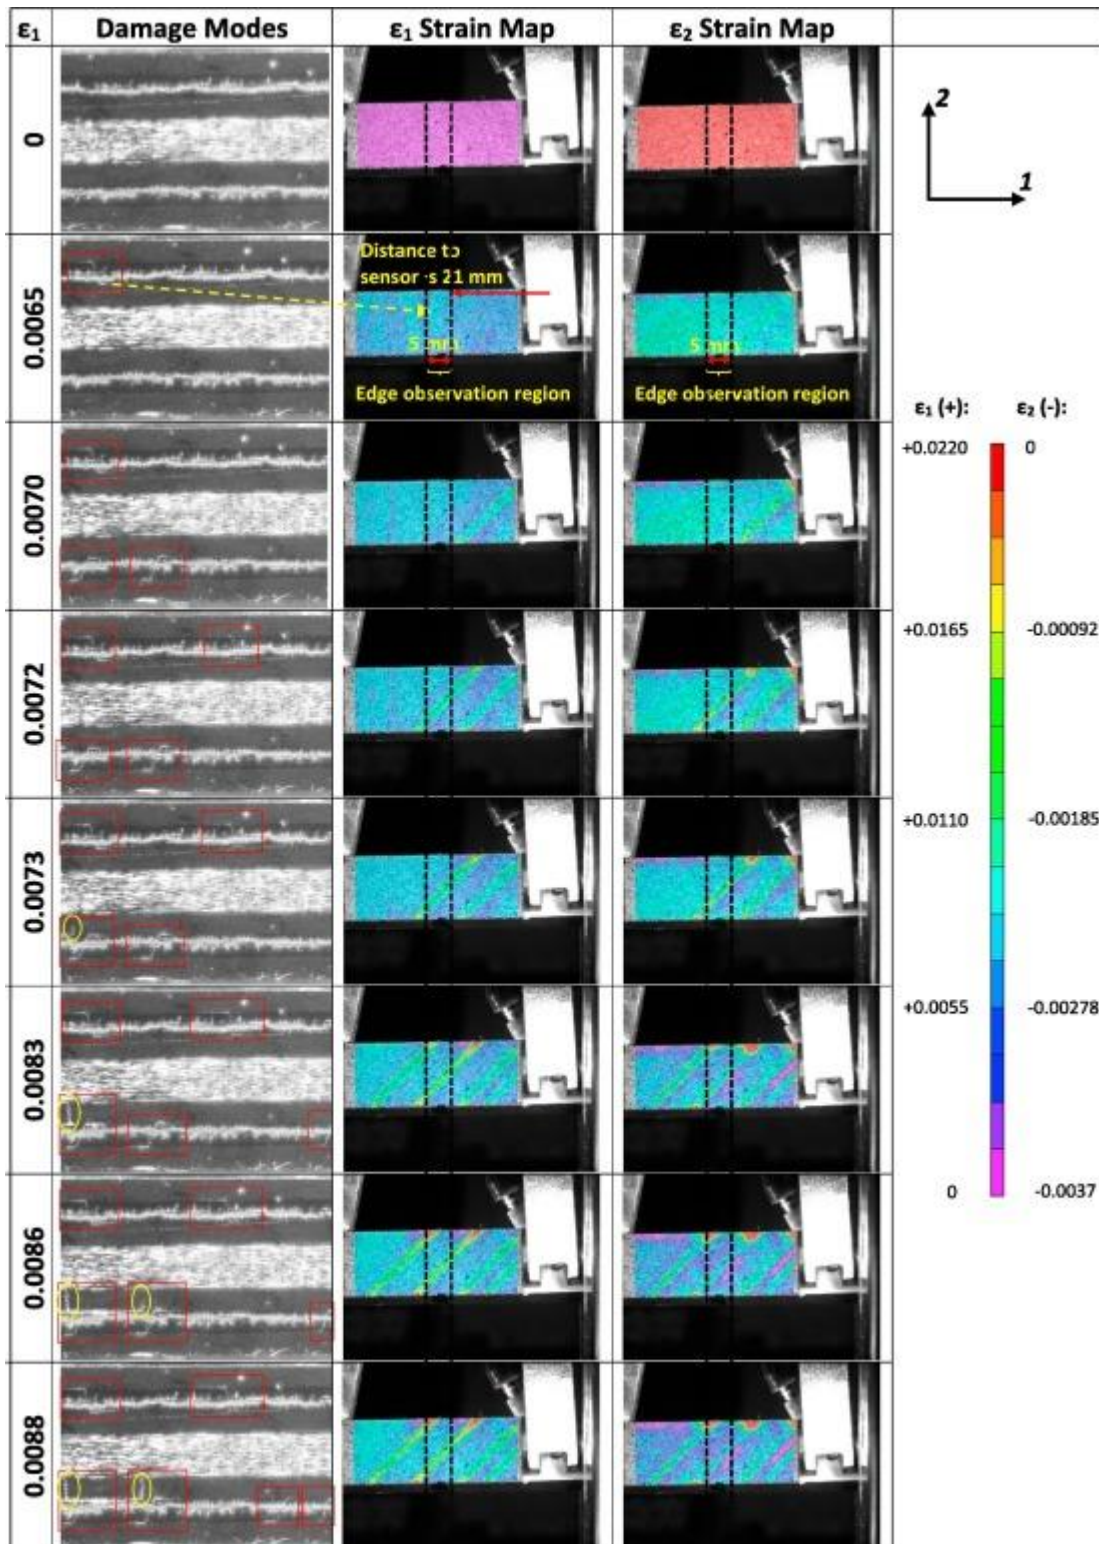 ε₁ Damage Modes ε₁ Strain Map ε₂ Strain Map
0
2
1
0.0065
Distance to
sensor is 21 mm
5 mm
5 mm
Edge observation region
Edge observation region
0.0070
ε₁ (+): ε₂ (-):
+0.0220 0
0.0072
+0.0165 -0.00092
0.0073
+0.0110 -0.00185
0.0083
+0.0055 -0.00278
0.0086
0 -0.0037
0.0088